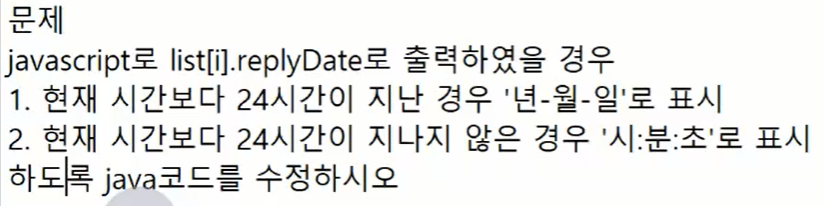 문제
javascript로 list[i].replyDate로 출력하였을 경우
1. 현재 시간보다 24시간이 지난 경우 '년-월-일'로 표시
2. 현재 시간보다 24시간이 지나지 않은 경우 '시:분:초'로 표시
하도록 java코드를 수정하시오